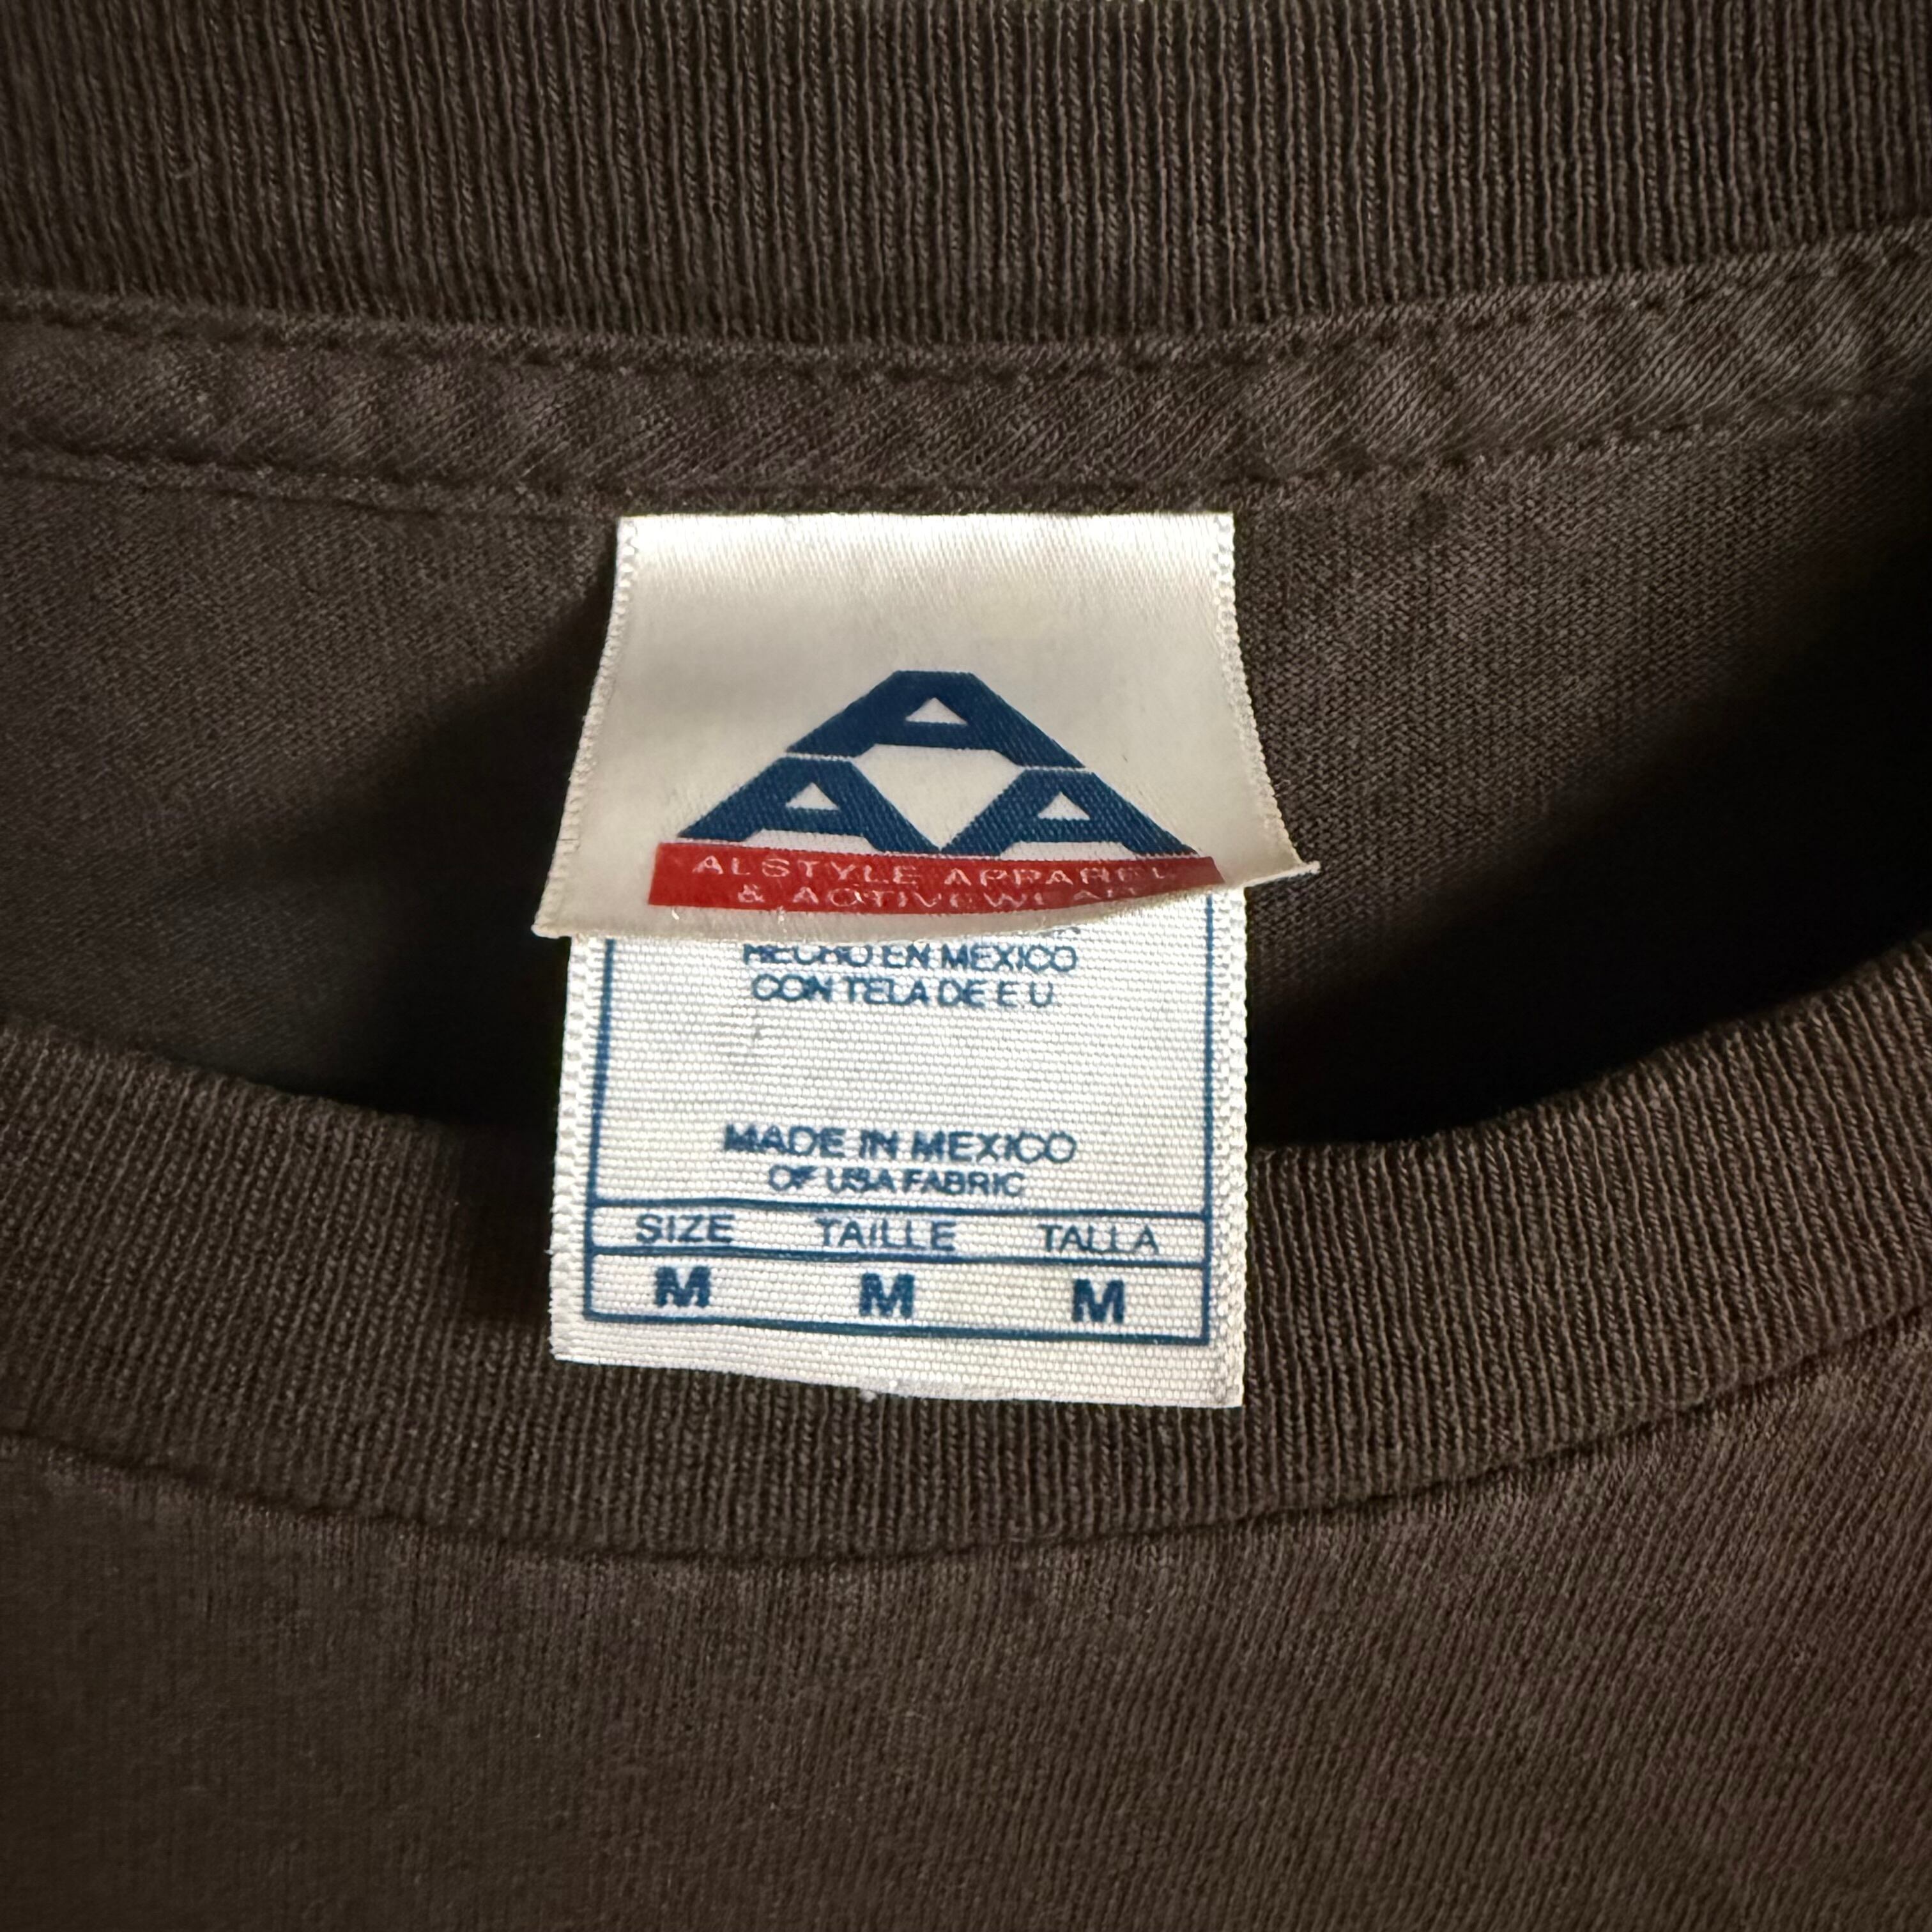 A
A A
ALSTYLE APPAREL
& ACTIVEWEAR
HECHO EN MEXICO
CON TELA DE E.U.
MADE IN MEXICO
OF USA FABRIC
SIZE TAILLE TALLA
M M M